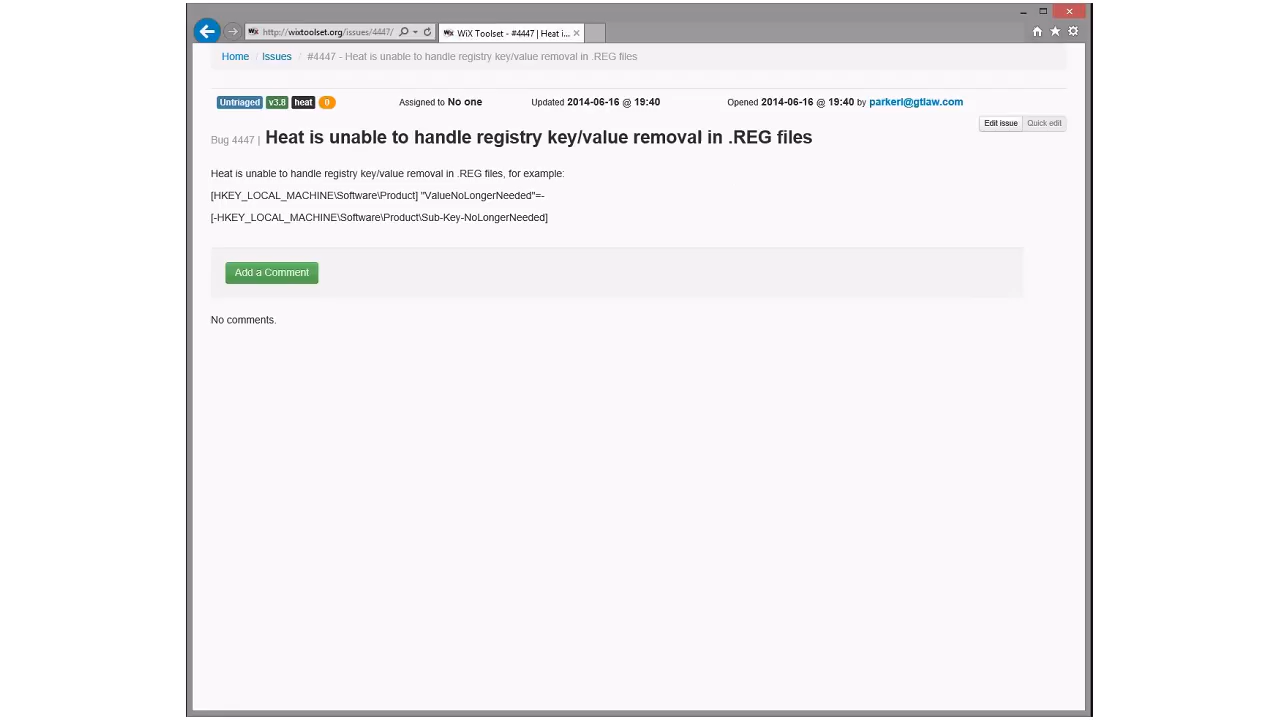 http://wixtoolset.org/issues/4447/
WiX Toolset - #4447 | Heat i...
Home / Issues / #4447 - Heat is unable to handle registry key/value removal in .REG files
Untriaged v3.8 heat 0 Assigned to No one Updated 2014-06-16 @ 19:40 Opened 2014-06-16 @ 19:40 by parkerl@gtlaw.com
Edit issue Quick edit
Bug 4447 | Heat is unable to handle registry key/value removal in .REG files
Heat is unable to handle registry key/value removal in .REG files, for example:
[HKEY_LOCAL_MACHINE\Software\Product] "ValueNoLongerNeeded"=-
[-HKEY_LOCAL_MACHINE\Software\Product\Sub-Key-NoLongerNeeded]
Add a Comment
No comments.